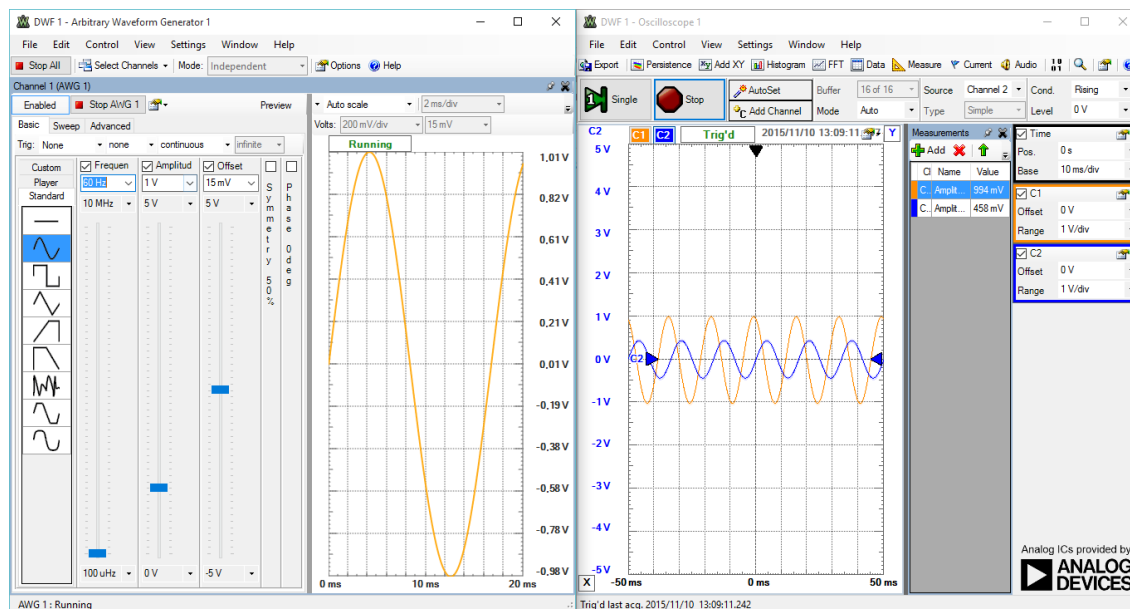 DWF 1 - Arbitrary Waveform Generator 1
File Edit Control View Settings Window Help
Stop All Select Channels Mode: Independent Options Help
Channel 1 (AWG 1)
Enabled Stop AWG 1 Preview
Basic Sweep Advanced
Trig: None none continuous infinite
Custom
Player
Standard
Frequen Amplitud Offset
60 Hz 1 V 15 mV
10 MHz 5 V 5 V
Symmetry 50%
Phase 0deg
100 uHz 0 V -5 V
Auto scale 2 ms/div
Volts: 200 mV/div 15 mV
Running
1,01 V
0,82 V
0,61 V
0,41 V
0,21 V
0,01 V
-0,19 V
-0,38 V
-0,58 V
-0,78 V
-0,98 V
0 ms 10 ms 20 ms
AWG 1 : Running
DWF 1 - Oscilloscope 1
File Edit Control View Settings Window Help
Export Persistence Add XY Histogram FFT Data Measure Current Audio
Single Stop AutoSet Buffer 16 of 16 Source Channel 2 Cond. Rising
Add Channel Mode Auto Type Simple Level 0 V
C2 C1 C2 Trig'd 2015/11/10 13:09:11 Y
5 V
4 V
3 V
2 V
1 V
0 V C2
-1 V
-2 V
-3 V
-4 V
-5 V
X -50 ms 0 ms 50 ms
Measurements
Add
Cl Name Value
C.. Amplit... 994 mV
C.. Amplit... 458 mV
Time
Pos. 0 s
Base 10 ms/div
C1
Offset 0 V
Range 1 V/div
C2
Offset 0 V
Range 1 V/div
Analog ICs provided by
ANALOG
DEVICES
Trig'd last acq. 2015/11/10 13:09:11.242